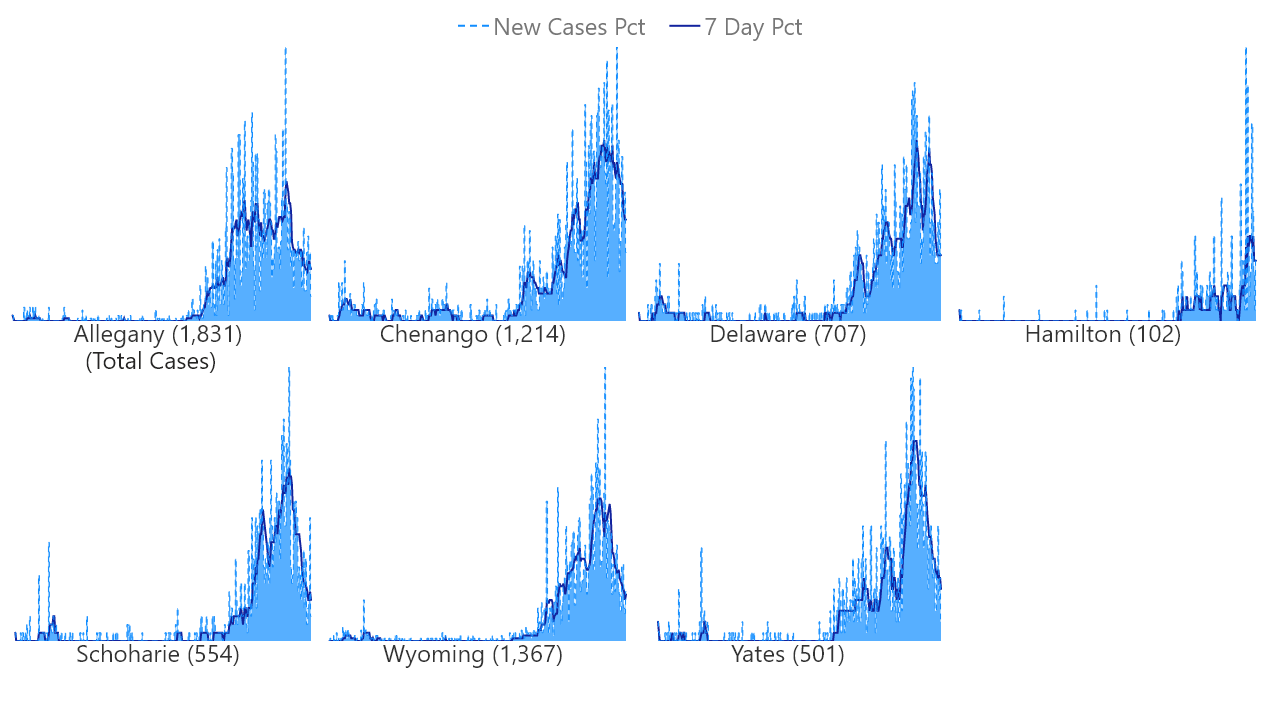 New Cases Pct 7 Day Pct
Allegany (1,831) Chenango (1,214) Delaware (707) Hamilton (102)
(Total Cases)
Schoharie (554) Wyoming (1,367) Yates (501)